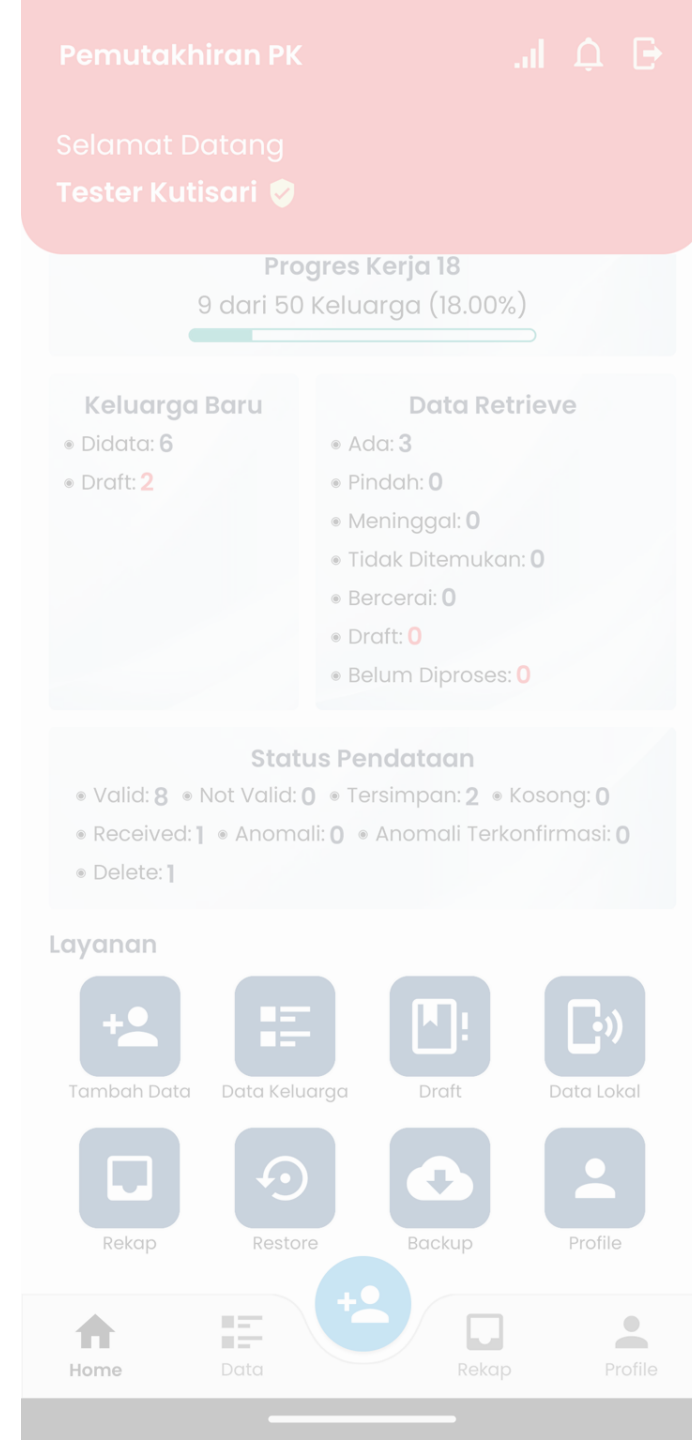 Pemutakhiran PK
Selamat Datang
Tester Kutisari
Progres Kerja 18
9 dari 50 Keluarga (18.00%)
Keluarga Baru
Didata: 6
Draft: 2
Data Retrieve
Ada: 3
Pindah: 0
Meninggal: 0
Tidak Ditemukan: 0
Bercerai: 0
Draft: 0
Belum Diproses: 0
Status Pendataan
Valid: 8 Not Valid: 0 Tersimpan: 2 Kosong: 0
Received: 1 Anomali: 0 Anomali Terkonfirmasi: 0
Delete: 1
Layanan
Tambah Data Data Keluarga Draft Data Lokal
Rekap Restore Backup Profile
Home Data Rekap Profile